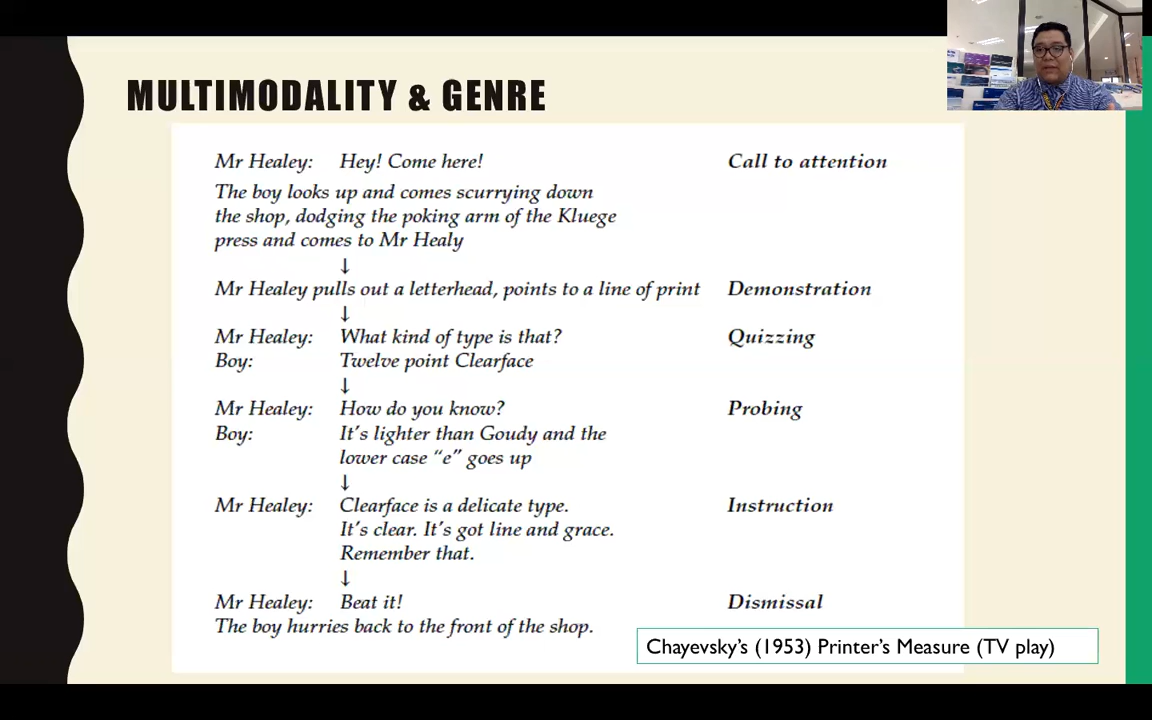 MULTIMODALITY & GENRE
Mr Healey: Hey! Come here! Call to attention
The boy looks up and comes scurrying down
the shop, dodging the poking arm of the Kluege
press and comes to Mr Healy
↓
Mr Healey pulls out a letterhead, points to a line of print Demonstration
↓
Mr Healey: What kind of type is that? Quizzing
Boy: Twelve point Clearface
↓
Mr Healey: How do you know? Probing
Boy: It's lighter than Goudy and the
lower case “e” goes up
↓
Mr Healey: Clearface is a delicate type. Instruction
It's clear. It's got line and grace.
Remember that.
↓
Mr Healey: Beat it! Dismissal
The boy hurries back to the front of the shop.
Chayevsky's (1953) Printer's Measure (TV play)